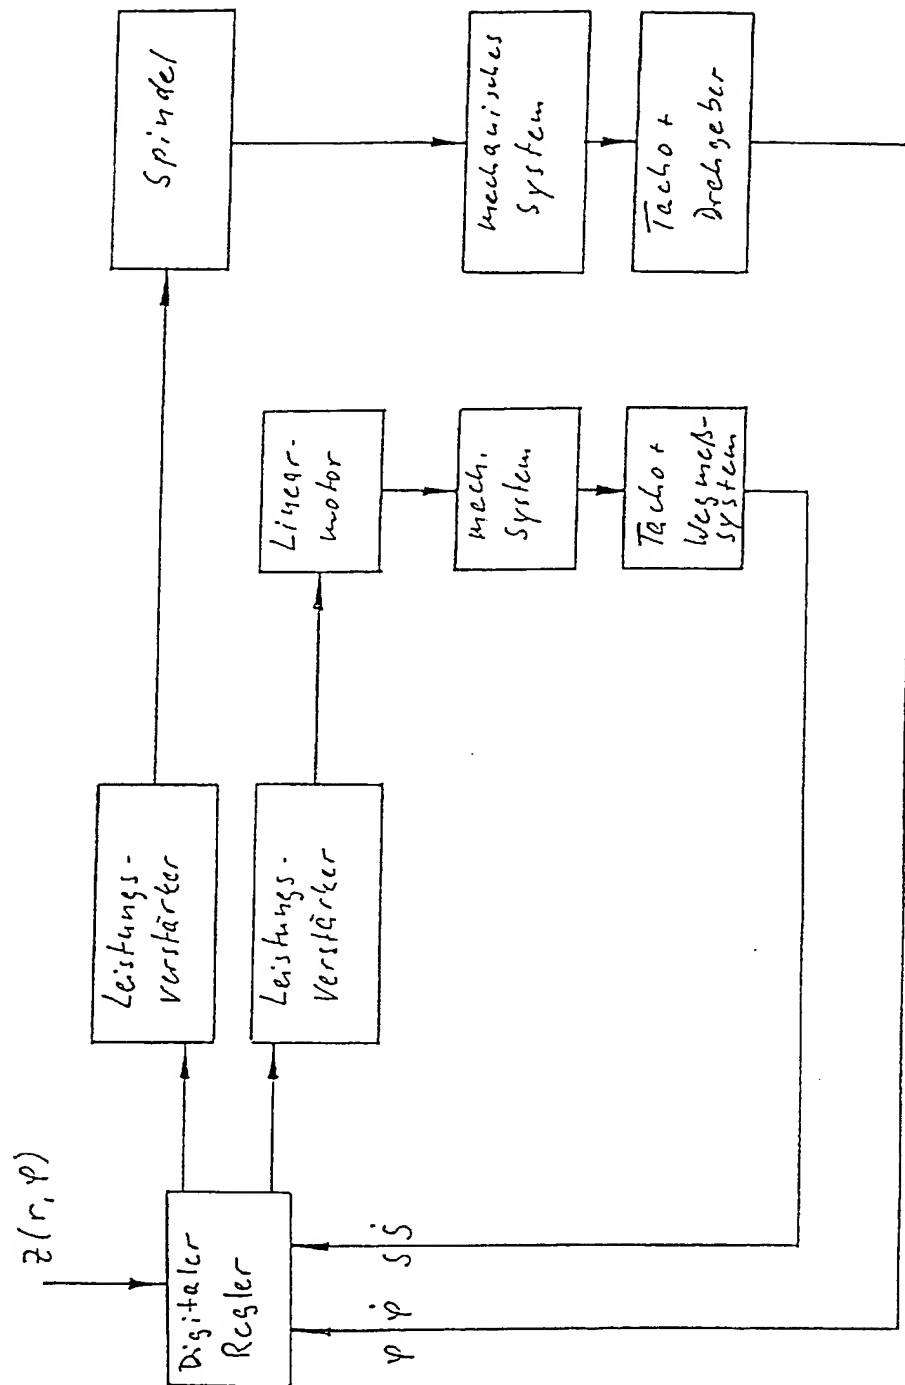 z(r, φ)
Digitaler
Regler
φ φ̇
s ṡ
Leistungs-
verstärker
Leistungs-
verstärker
Spindel
Linear-
motor
mechanisches
System
mech.
System
Tacho +
Drehgeber
Tacho +
Wegmeß-
system